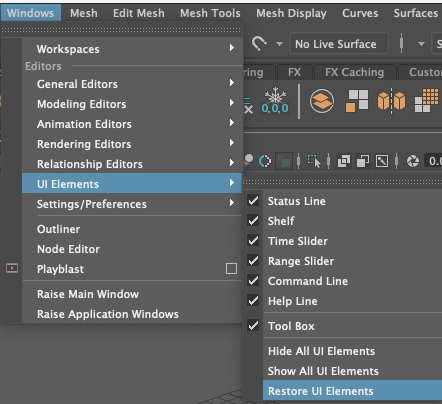 Windows Mesh Edit Mesh Mesh Tools Mesh Display Curves Surfaces
No Live Surface
FX FX Caching
0,0,0
0.0
Workspaces
Editors
General Editors
Modeling Editors
Animation Editors
Rendering Editors
Relationship Editors
UI Elements
Settings/Preferences
Outliner
Node Editor
Playblast
Raise Main Window
Raise Application Windows
Status Line
Shelf
Time Slider
Range Slider
Command Line
Help Line
Tool Box
Hide All UI Elements
Show All UI Elements
Restore UI Elements